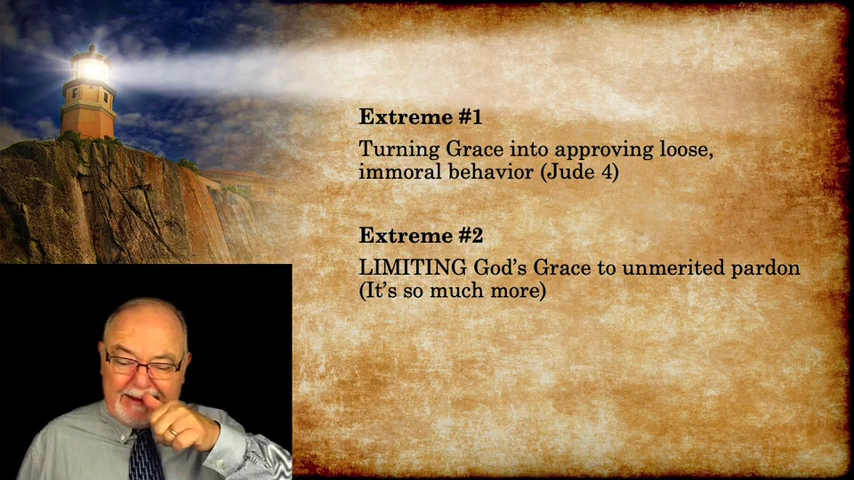 Extreme #1
Turning Grace into approving loose,
immoral behavior (Jude 4)
Extreme #2
LIMITING God's Grace to unmerited pardon
(It's so much more)